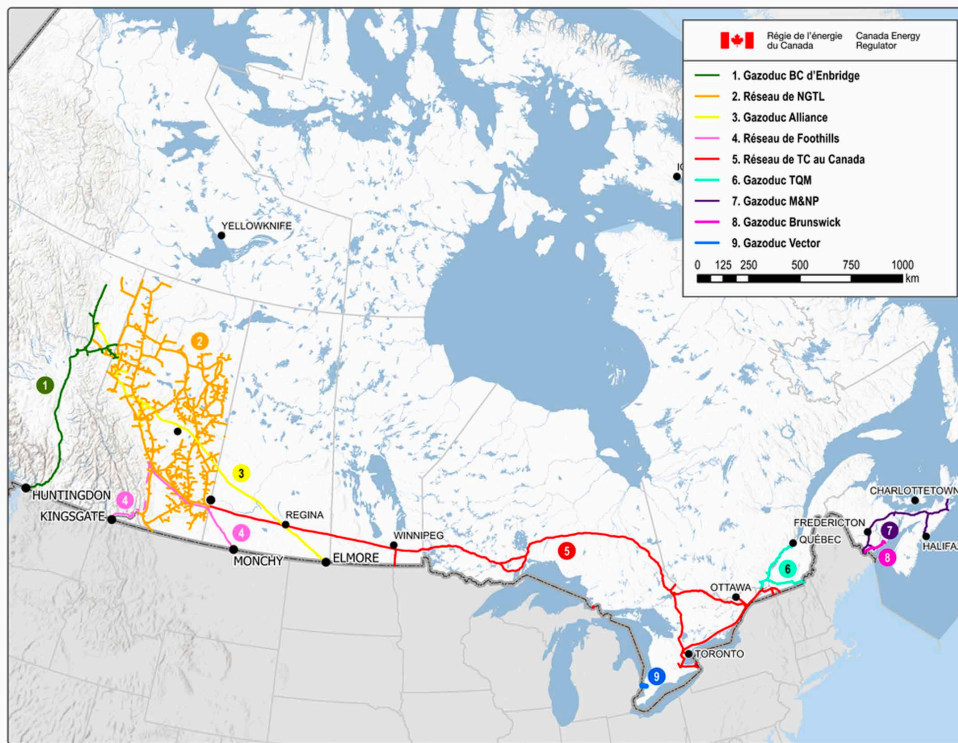 Régie de l'énergie
du Canada
Canada Energy
Regulator
1. Gazoduc BC d'Enbridge
2. Réseau de NGTL
3. Gazoduc Alliance
4. Réseau de Foothills
5. Réseau de TC au Canada
6. Gazoduc TQM
7. Gazoduc M&NP
8. Gazoduc Brunswick
9. Gazoduc Vector
0 125 250 500 750 1000
km
YELLOWKNIFE
2
1
3
4
4
HUNTINGDON
KINGSGATE
REGINA
WINNIPEG
MONCHY
ELMORE
5
CHARLOTTETOWN
FREDERICTON
7
QUÉBEC
HALIFAX
8
6
OTTAWA
TORONTO
9